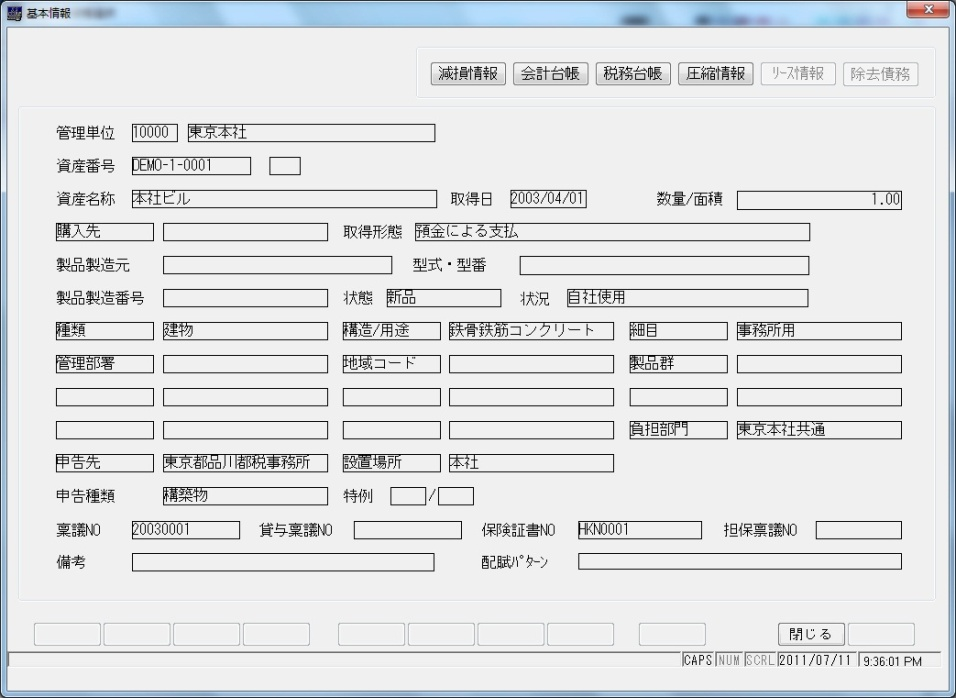 基本情報
減損情報 会計台帳 税務台帳 圧縮情報 リース情報 除去債務
管理単位 10000 東京本社
資産番号 DEMO-1-0001
資産名称 本社ビル 取得日 2003/04/01 数量/面積 1.00
購入先 取得形態 預金による支払
製品製造元 型式・型番
製品製造番号 状態 新品 状況 自社使用
種類 建物 構造/用途 鉄骨鉄筋コンクリート 細目 事務所用
管理部署 地域コード 製品群
負担部門 東京本社共通
申告先 東京都品川都税事務所 設置場所 本社
申告種類 構築物 特例 /
稟議NO 20030001 貸与稟議NO 保険証書NO HKN0001 担保稟議NO
備考 配賦パターン
閉じる
CAPS NUM SCRL 2011/07/11 9:36:01 PM